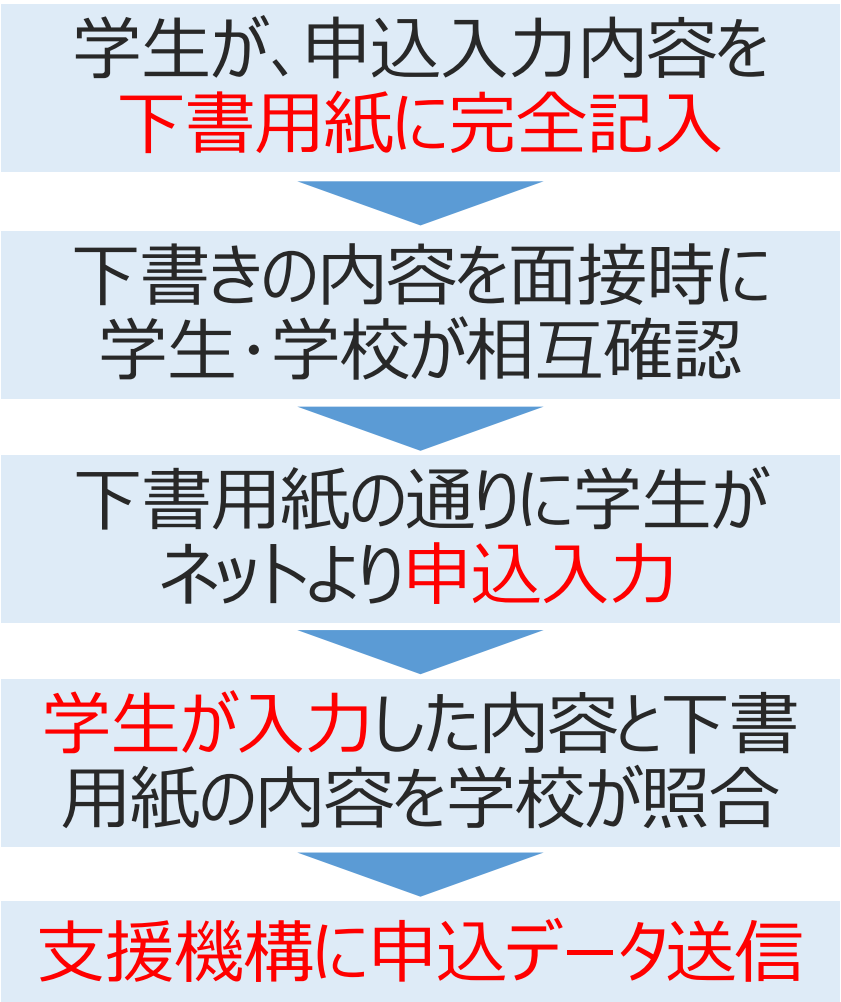 学生が、申込入力内容を
下書用紙に完全記入
下書きの内容を面接時に
学生・学校が相互確認
下書用紙の通りに学生が
ネットより申込入力
学生が入力した内容と下書
用紙の内容を学校が照合
支援機構に申込データ送信